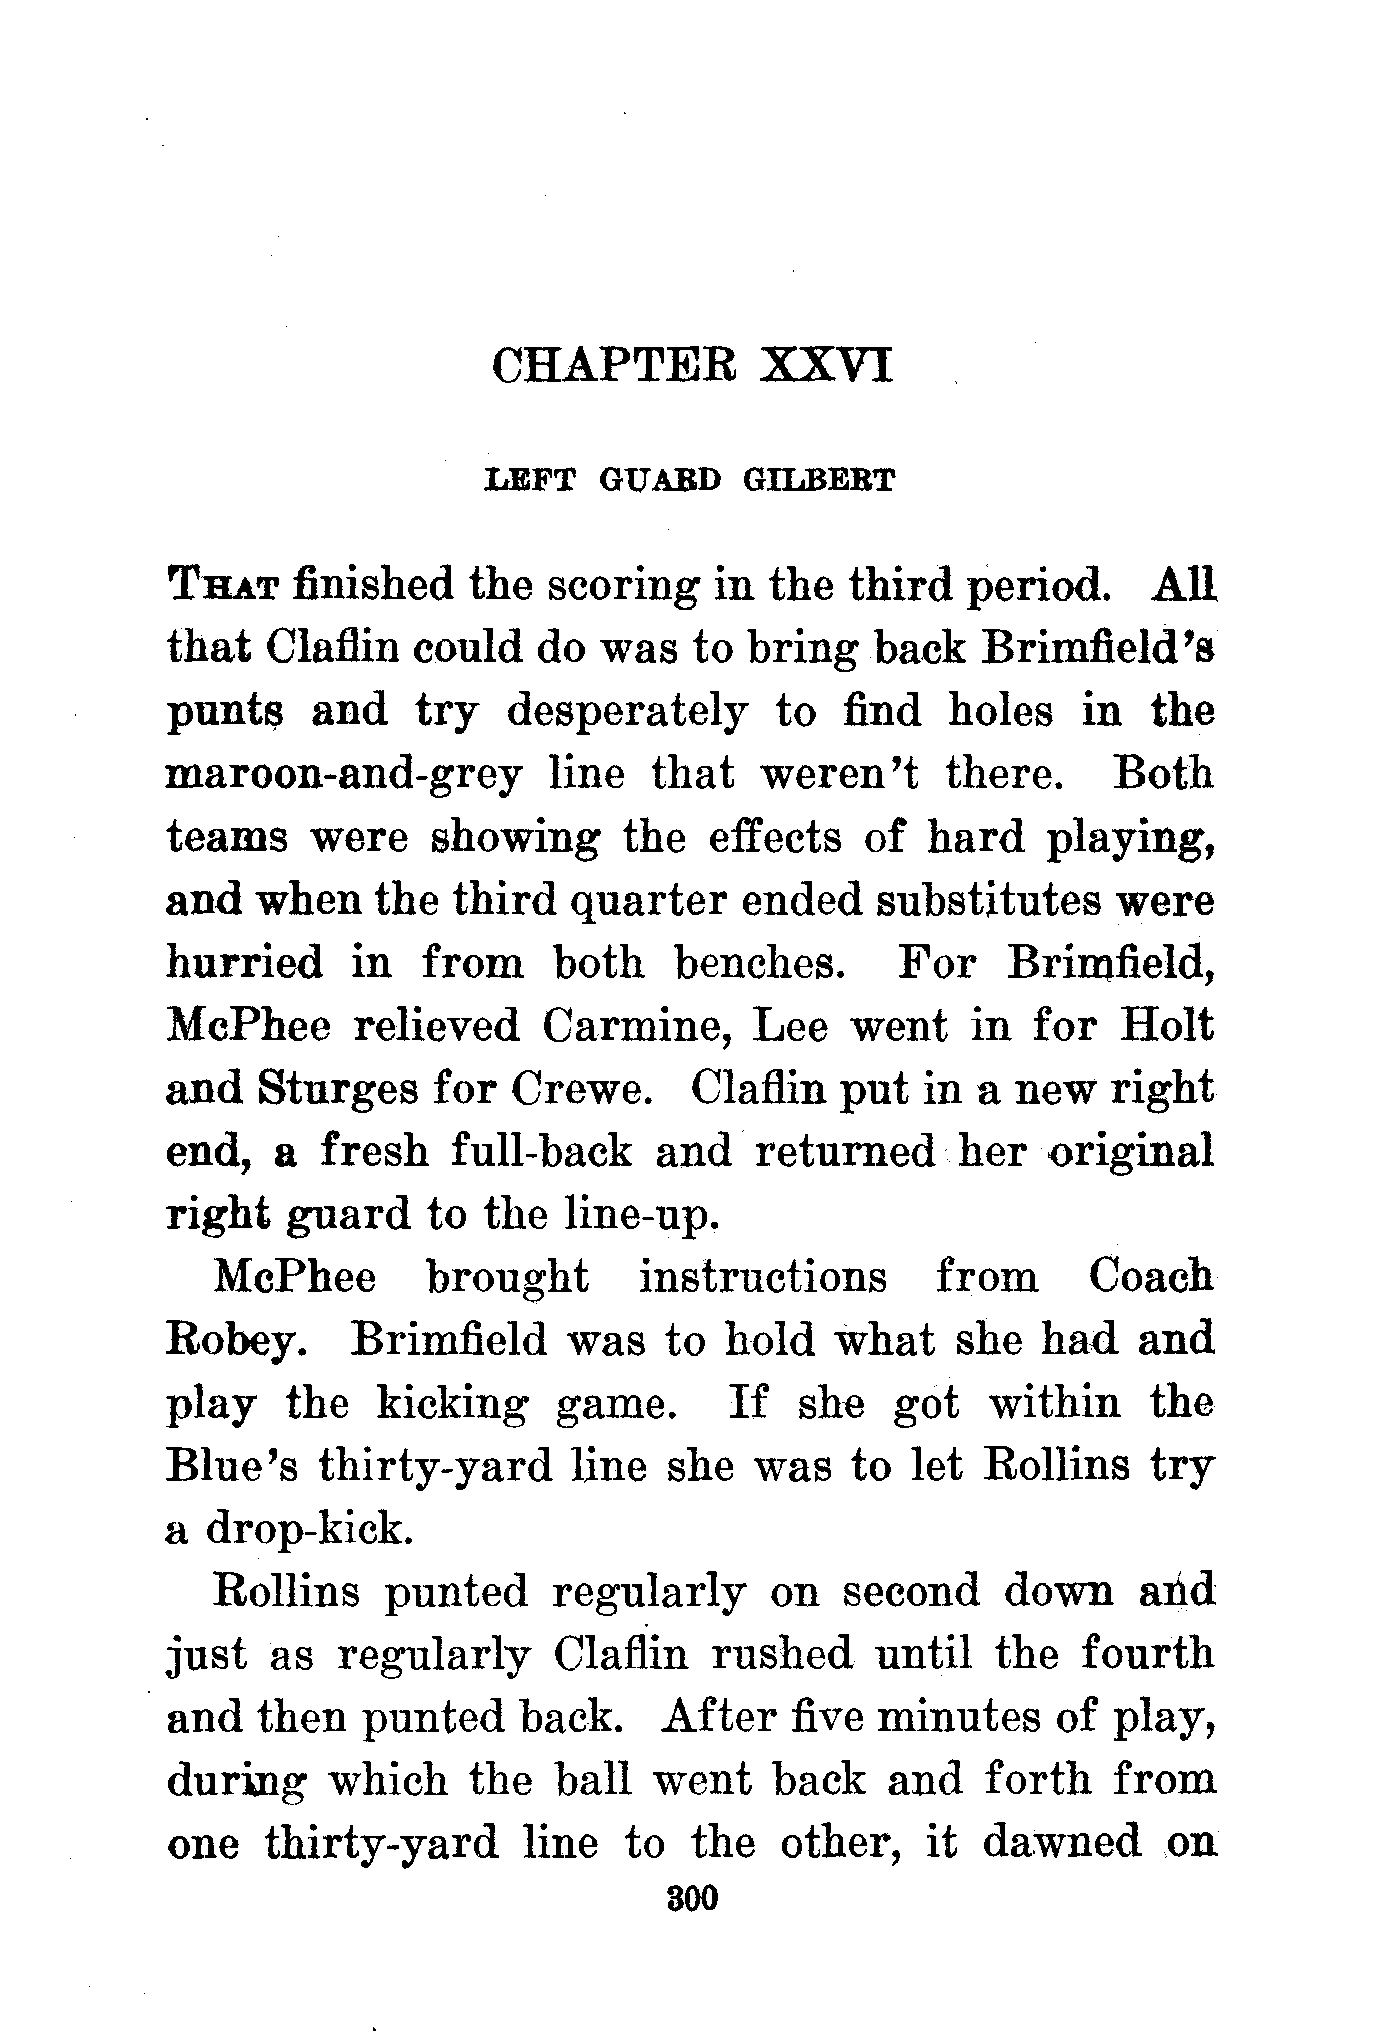 CHAPTER XXVI
LEFT GUARD GILBERT
THAT finished the scoring in the third period. All
that Claflin could do was to bring back Brimfield's
punts and try desperately to find holes in the
maroon-and-grey line that weren't there. Both
teams were showing the effects of hard playing,
and when the third quarter ended substitutes were
hurried in from both benches. For Brimfield,
McPhee relieved Carmine, Lee went in for Holt
and Sturges for Crewe. Claflin put in a new right
end, a fresh full-back and returned her original
right guard to the line-up.
McPhee brought instructions from Coach
Robey. Brimfield was to hold what she had and
play the kicking game. If she got within the
Blue's thirty-yard line she was to let Rollins try
a drop-kick.
Rollins punted regularly on second down and
just as regularly Claflin rushed until the fourth
and then punted back. After five minutes of play,
during which the ball went back and forth from
one thirty-yard line to the other, it dawned on
300